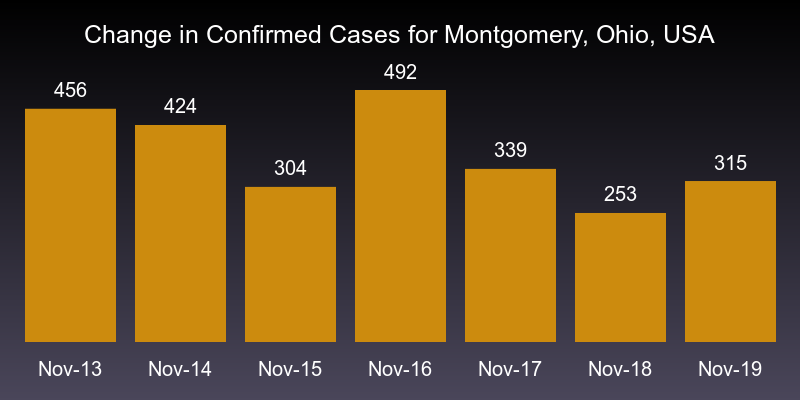 Change in Confirmed Cases for Montgomery, Ohio, USA
456
424
304
492
339
253
315
Nov-13
Nov-14
Nov-15
Nov-16
Nov-17
Nov-18
Nov-19